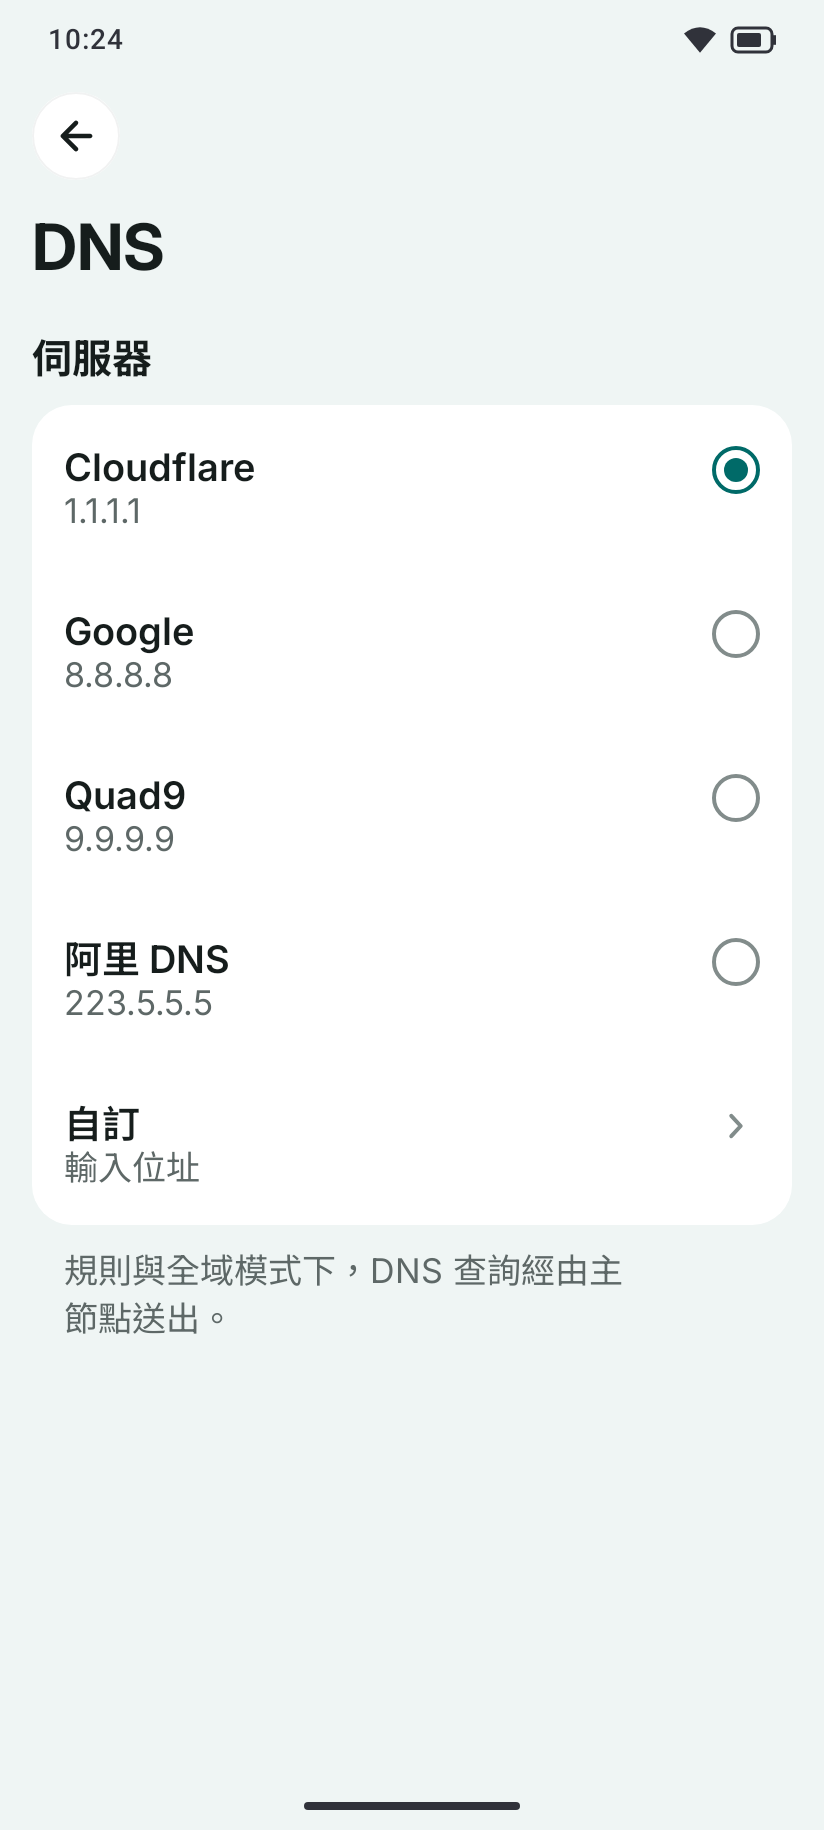 10:24
DNS
伺服器
Cloudflare
1.1.1.1
Google
8.8.8.8
Quad9
9.9.9.9
阿里 DNS
223.5.5.5
自訂
輸入位址
規則與全域模式下，DNS 查詢經由主
節點送出。